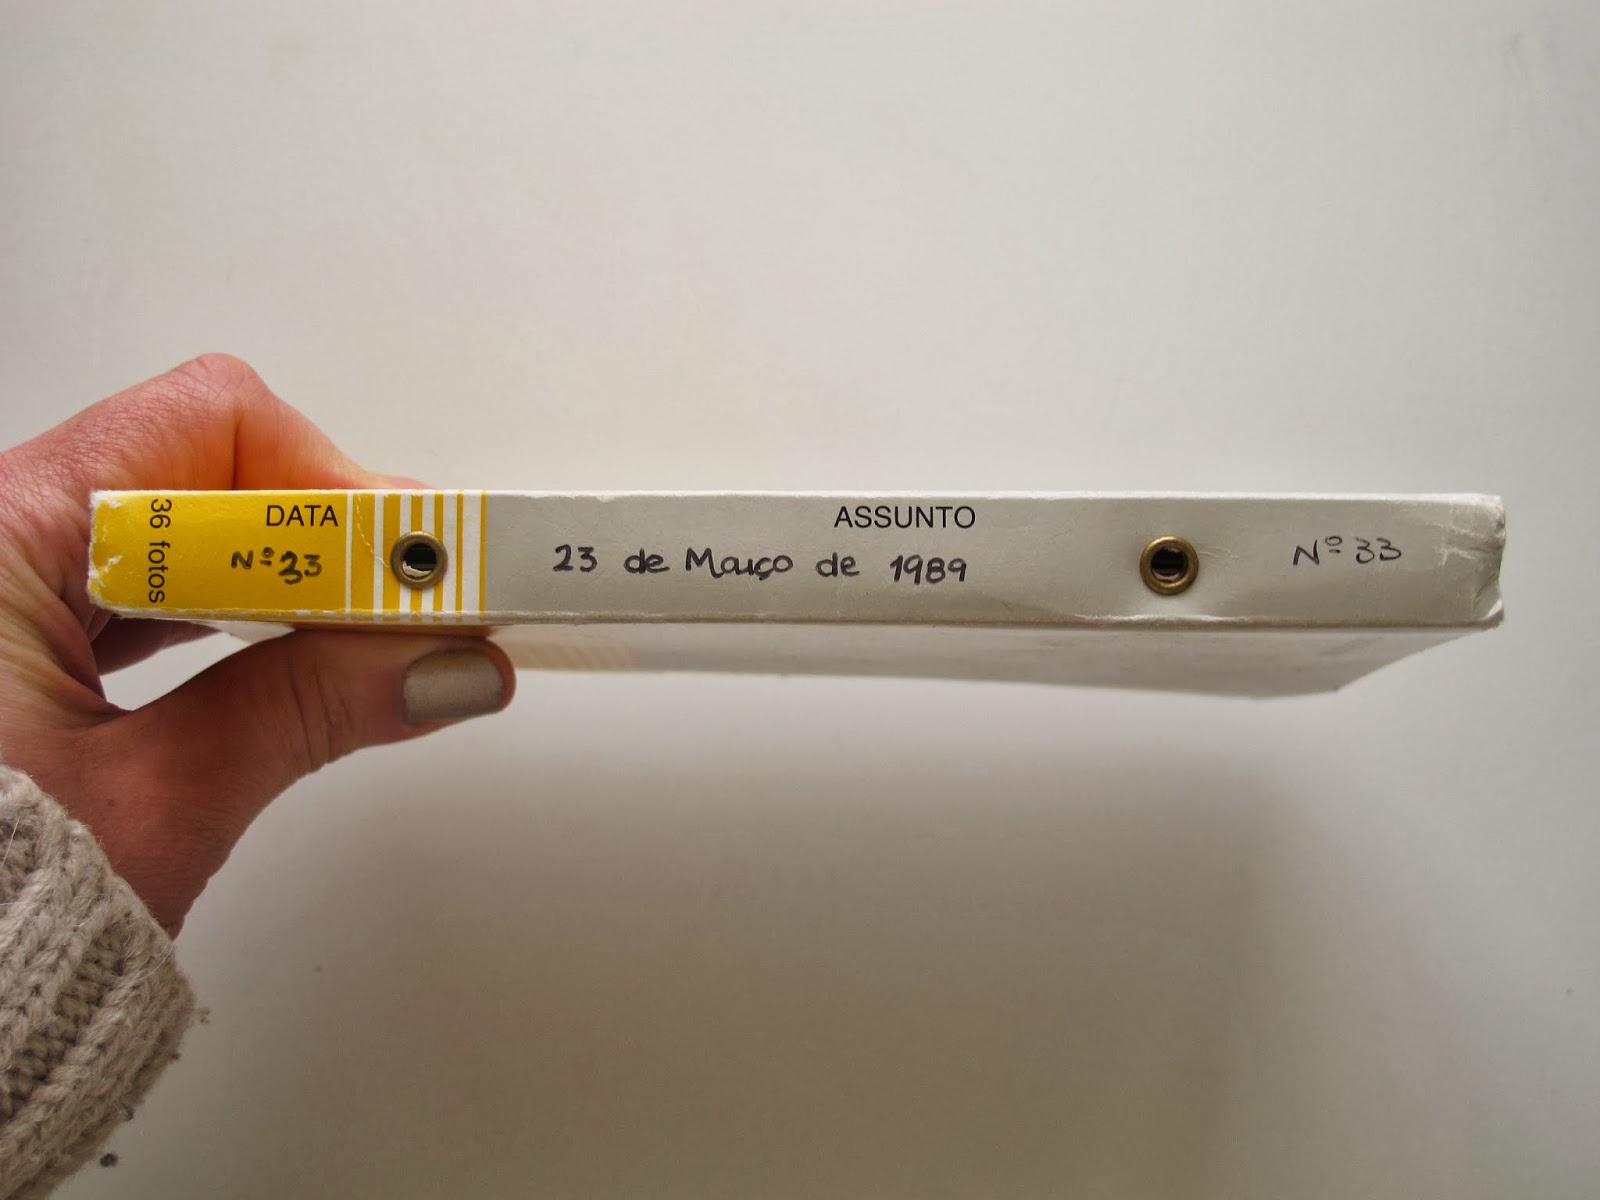 36 fotos
DATA
Nº 33
ASSUNTO
23 de Março de 1989
Nº 33